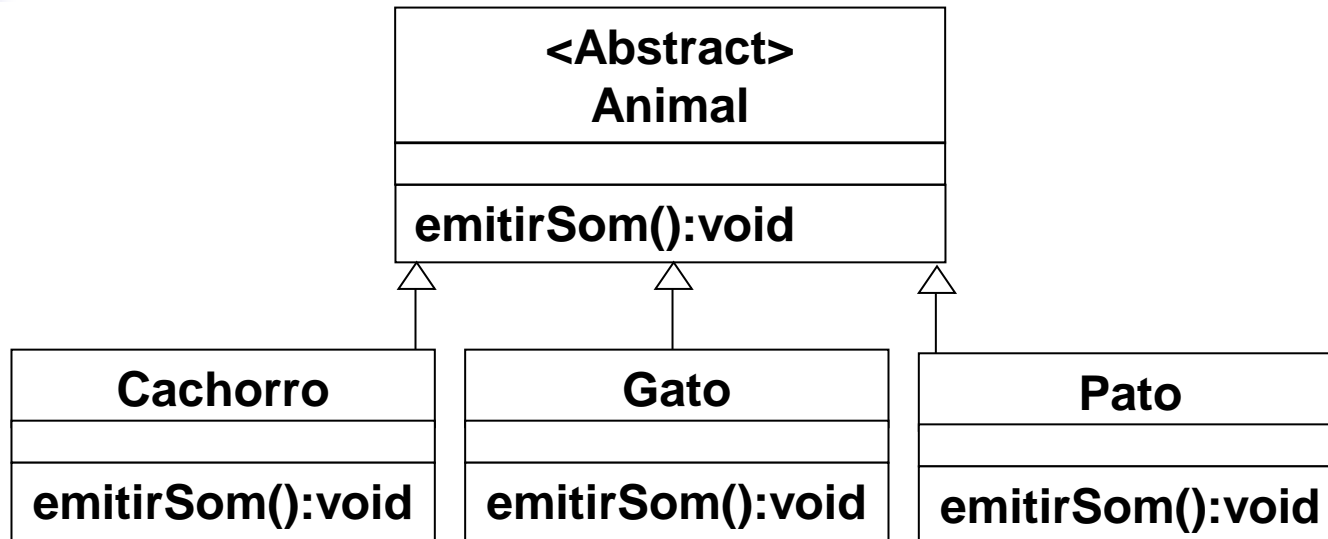 <Abstract>
Animal
emitirSom():void
Cachorro
Gato
Pato
emitirSom():void
emitirSom():void
emitirSom():void